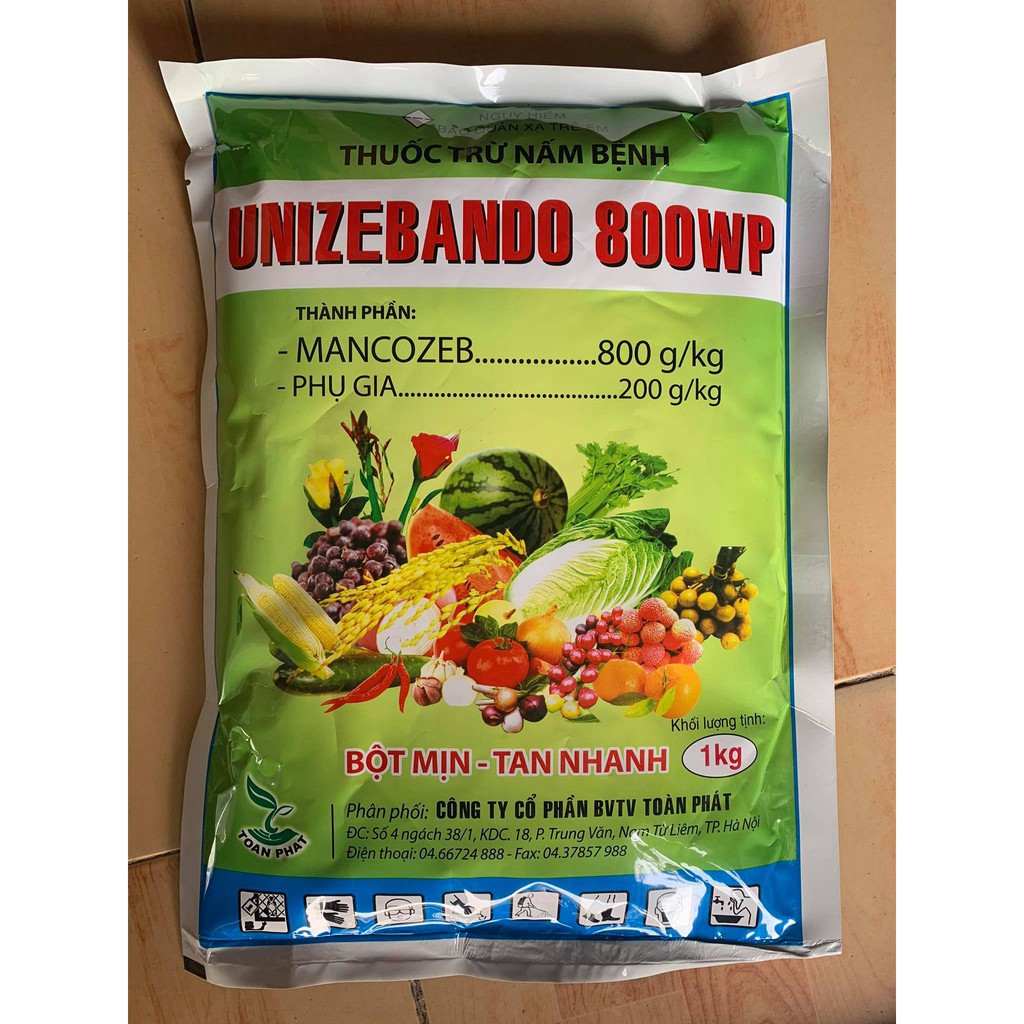 NGUY HIỂM
BẢO QUẢN XA TRẺ EM
THUỐC TRỪ NẤM BỆNH
UNIZEBANDO 800WP
THÀNH PHẦN:
- MANCOZEB.................800 g/kg
- PHỤ GIA.....................................200 g/kg
Khối lượng tịnh:
BỘT MỊN - TAN NHANH 1kg
Phân phối: CÔNG TY CỔ PHẦN BVTV TOÀN PHÁT
ĐC: Số 4 ngách 38/1, KDC. 18, P. Trung Văn, Nam Từ Liêm, TP. Hà Nội
Điện thoại: 04.66724 888 - Fax: 04.37857 988
TOAN PHAT